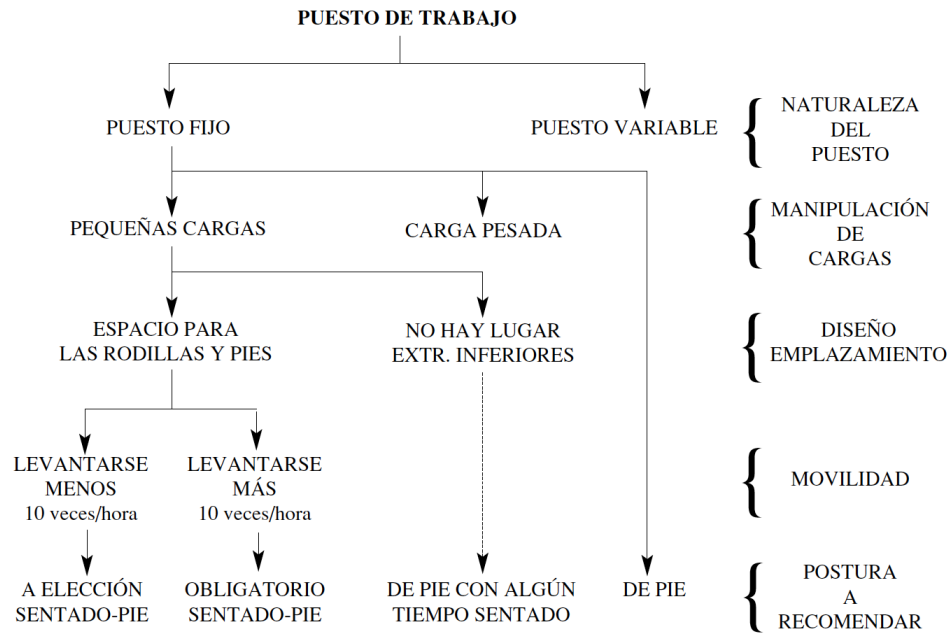 PUESTO DE TRABAJO
PUESTO FIJO
PUESTO VARIABLE
NATURALEZA
DEL
PUESTO
PEQUEÑAS CARGAS
CARGA PESADA
MANIPULACIÓN
DE
CARGAS
ESPACIO PARA
LAS RODILLAS Y PIES
NO HAY LUGAR
EXTR. INFERIORES
DISEÑO
EMPLAZAMIENTO
LEVANTARSE
MENOS
10 veces/hora
LEVANTARSE
MÁS
10 veces/hora
MOVILIDAD
A ELECCIÓN
SENTADO-PIE
OBLIGATORIO
SENTADO-PIE
DE PIE CON ALGÚN
TIEMPO SENTADO
DE PIE
POSTURA
A
RECOMENDAR